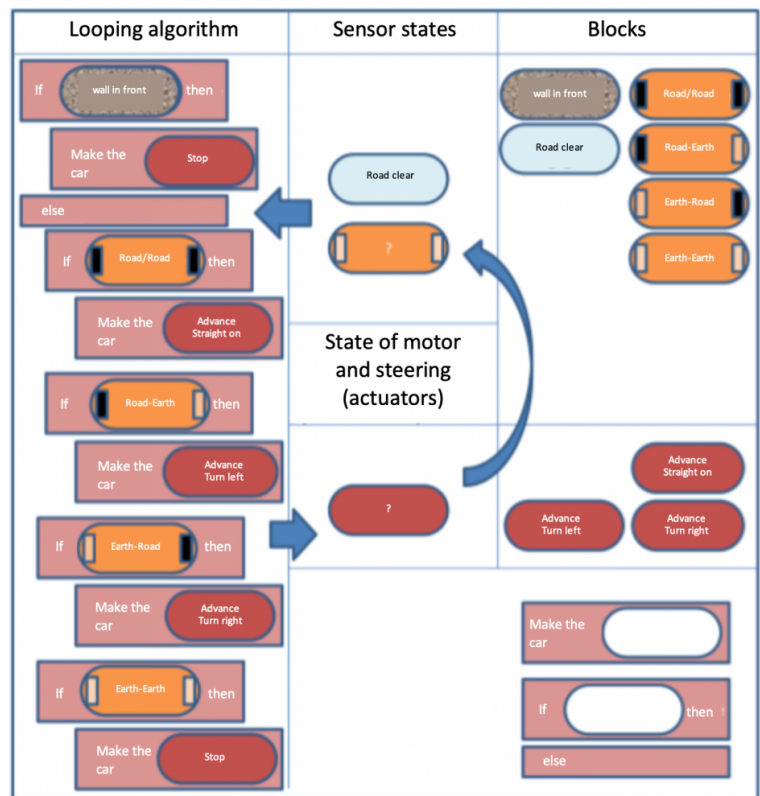 Looping algorithm
Sensor states
Blocks
If wall in front then
Make the
car
Stop
else
If Road/Road then
Make the
car
Advance
Straight on
If Road-Earth then
Make the
car
Advance
Turn left
If Earth-Road then
Make the
car
Advance
Turn right
If Earth-Earth then
Make the
car
Stop
Road clear
?
State of motor
and steering
(actuators)
?
wall in front
Road/Road
Road clear
Road-Earth
Earth-Road
Earth-Earth
Advance
Straight on
Advance
Turn left
Advance
Turn right
Make the
car
If then
else